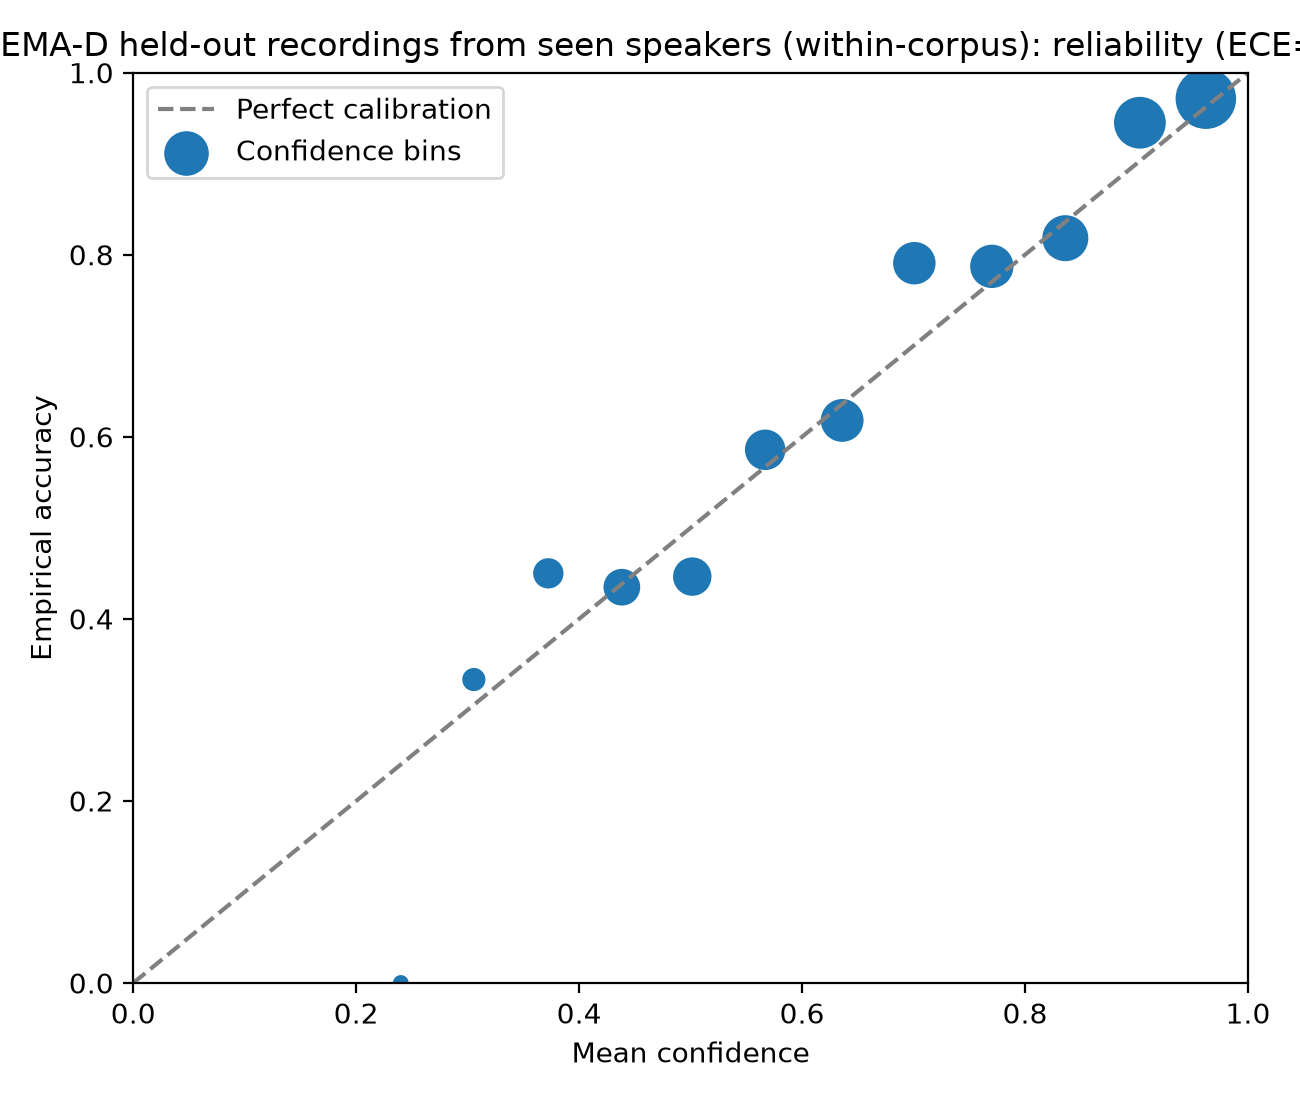 EMA-D held-out recordings from seen speakers (within-corpus): reliability (ECE=
Perfect calibration
Confidence bins
1.0
0.8
0.6
0.4
0.2
0.0
Empirical accuracy
0.0 0.2 0.4 0.6 0.8 1.0
Mean confidence